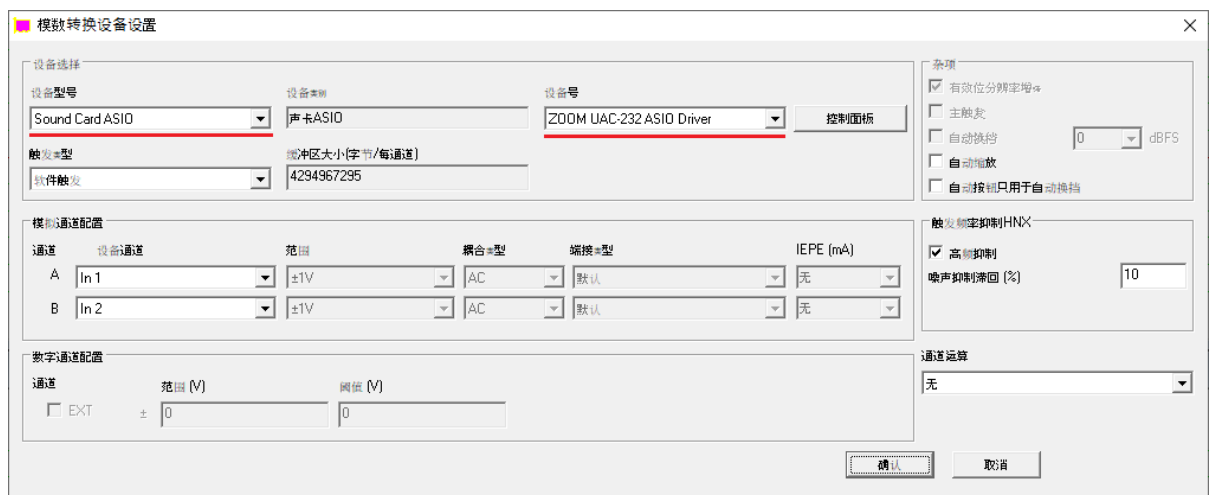 模数转换设备设置
设备选择
设备型号 设备类别 设备号
Sound Card ASIO 声卡ASIO ZOOM UAC-232 ASIO Driver 控制面板
触发类型 缓冲区大小(字节/每通道)
软件触发 4294967295
杂项
有效位分辨率增强
主触发
自动换挡 0 dBFS
自动缩放
自动按钮只用于自动换挡
模拟通道配置
通道 设备通道 范围 耦合类型 端接类型 IEPE (mA)
A In 1 ±1V AC 默认 无
B In 2 ±1V AC 默认 无
触发频率抑制HNX
高频抑制
噪声抑制滞回 (%) 10
数字通道配置
通道 范围 (V) 阈值 (V)
EXT ± 0 0
通道运算
无
确认 取消